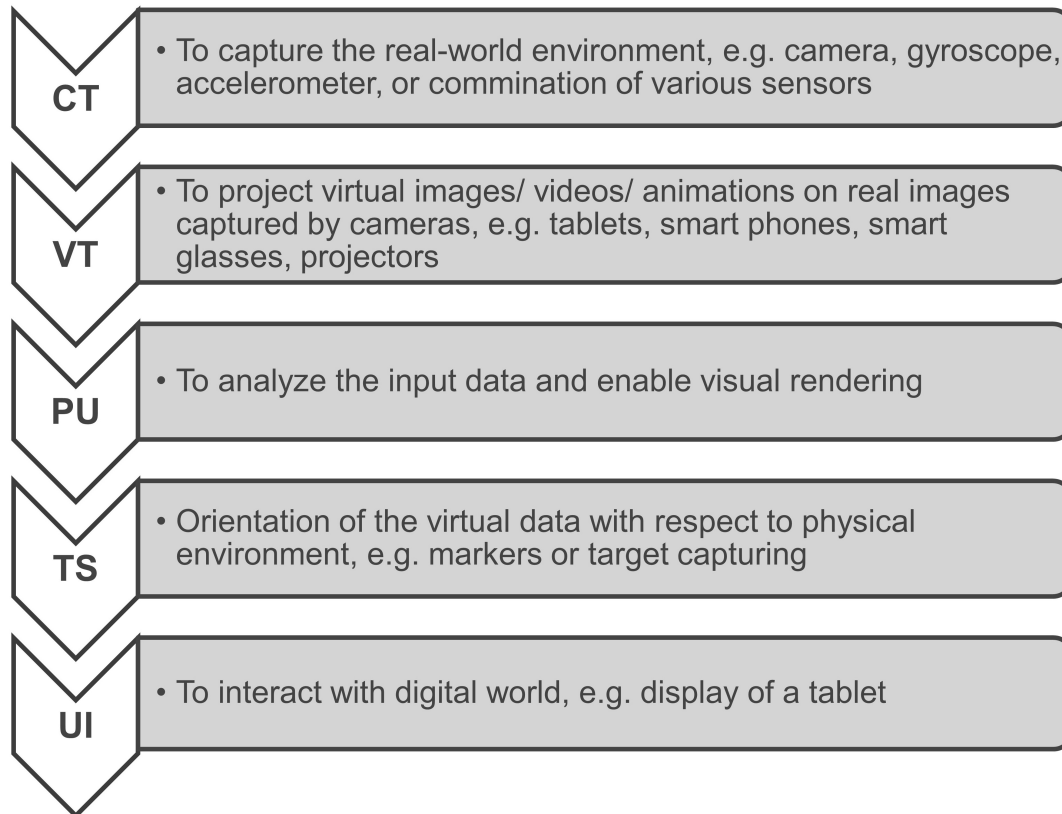 CT
• To capture the real-world environment, e.g. camera, gyroscope,
accelerometer, or commination of various sensors
VT
• To project virtual images/ videos/ animations on real images
captured by cameras, e.g. tablets, smart phones, smart
glasses, projectors
PU
• To analyze the input data and enable visual rendering
TS
• Orientation of the virtual data with respect to physical
environment, e.g. markers or target capturing
UI
• To interact with digital world, e.g. display of a tablet